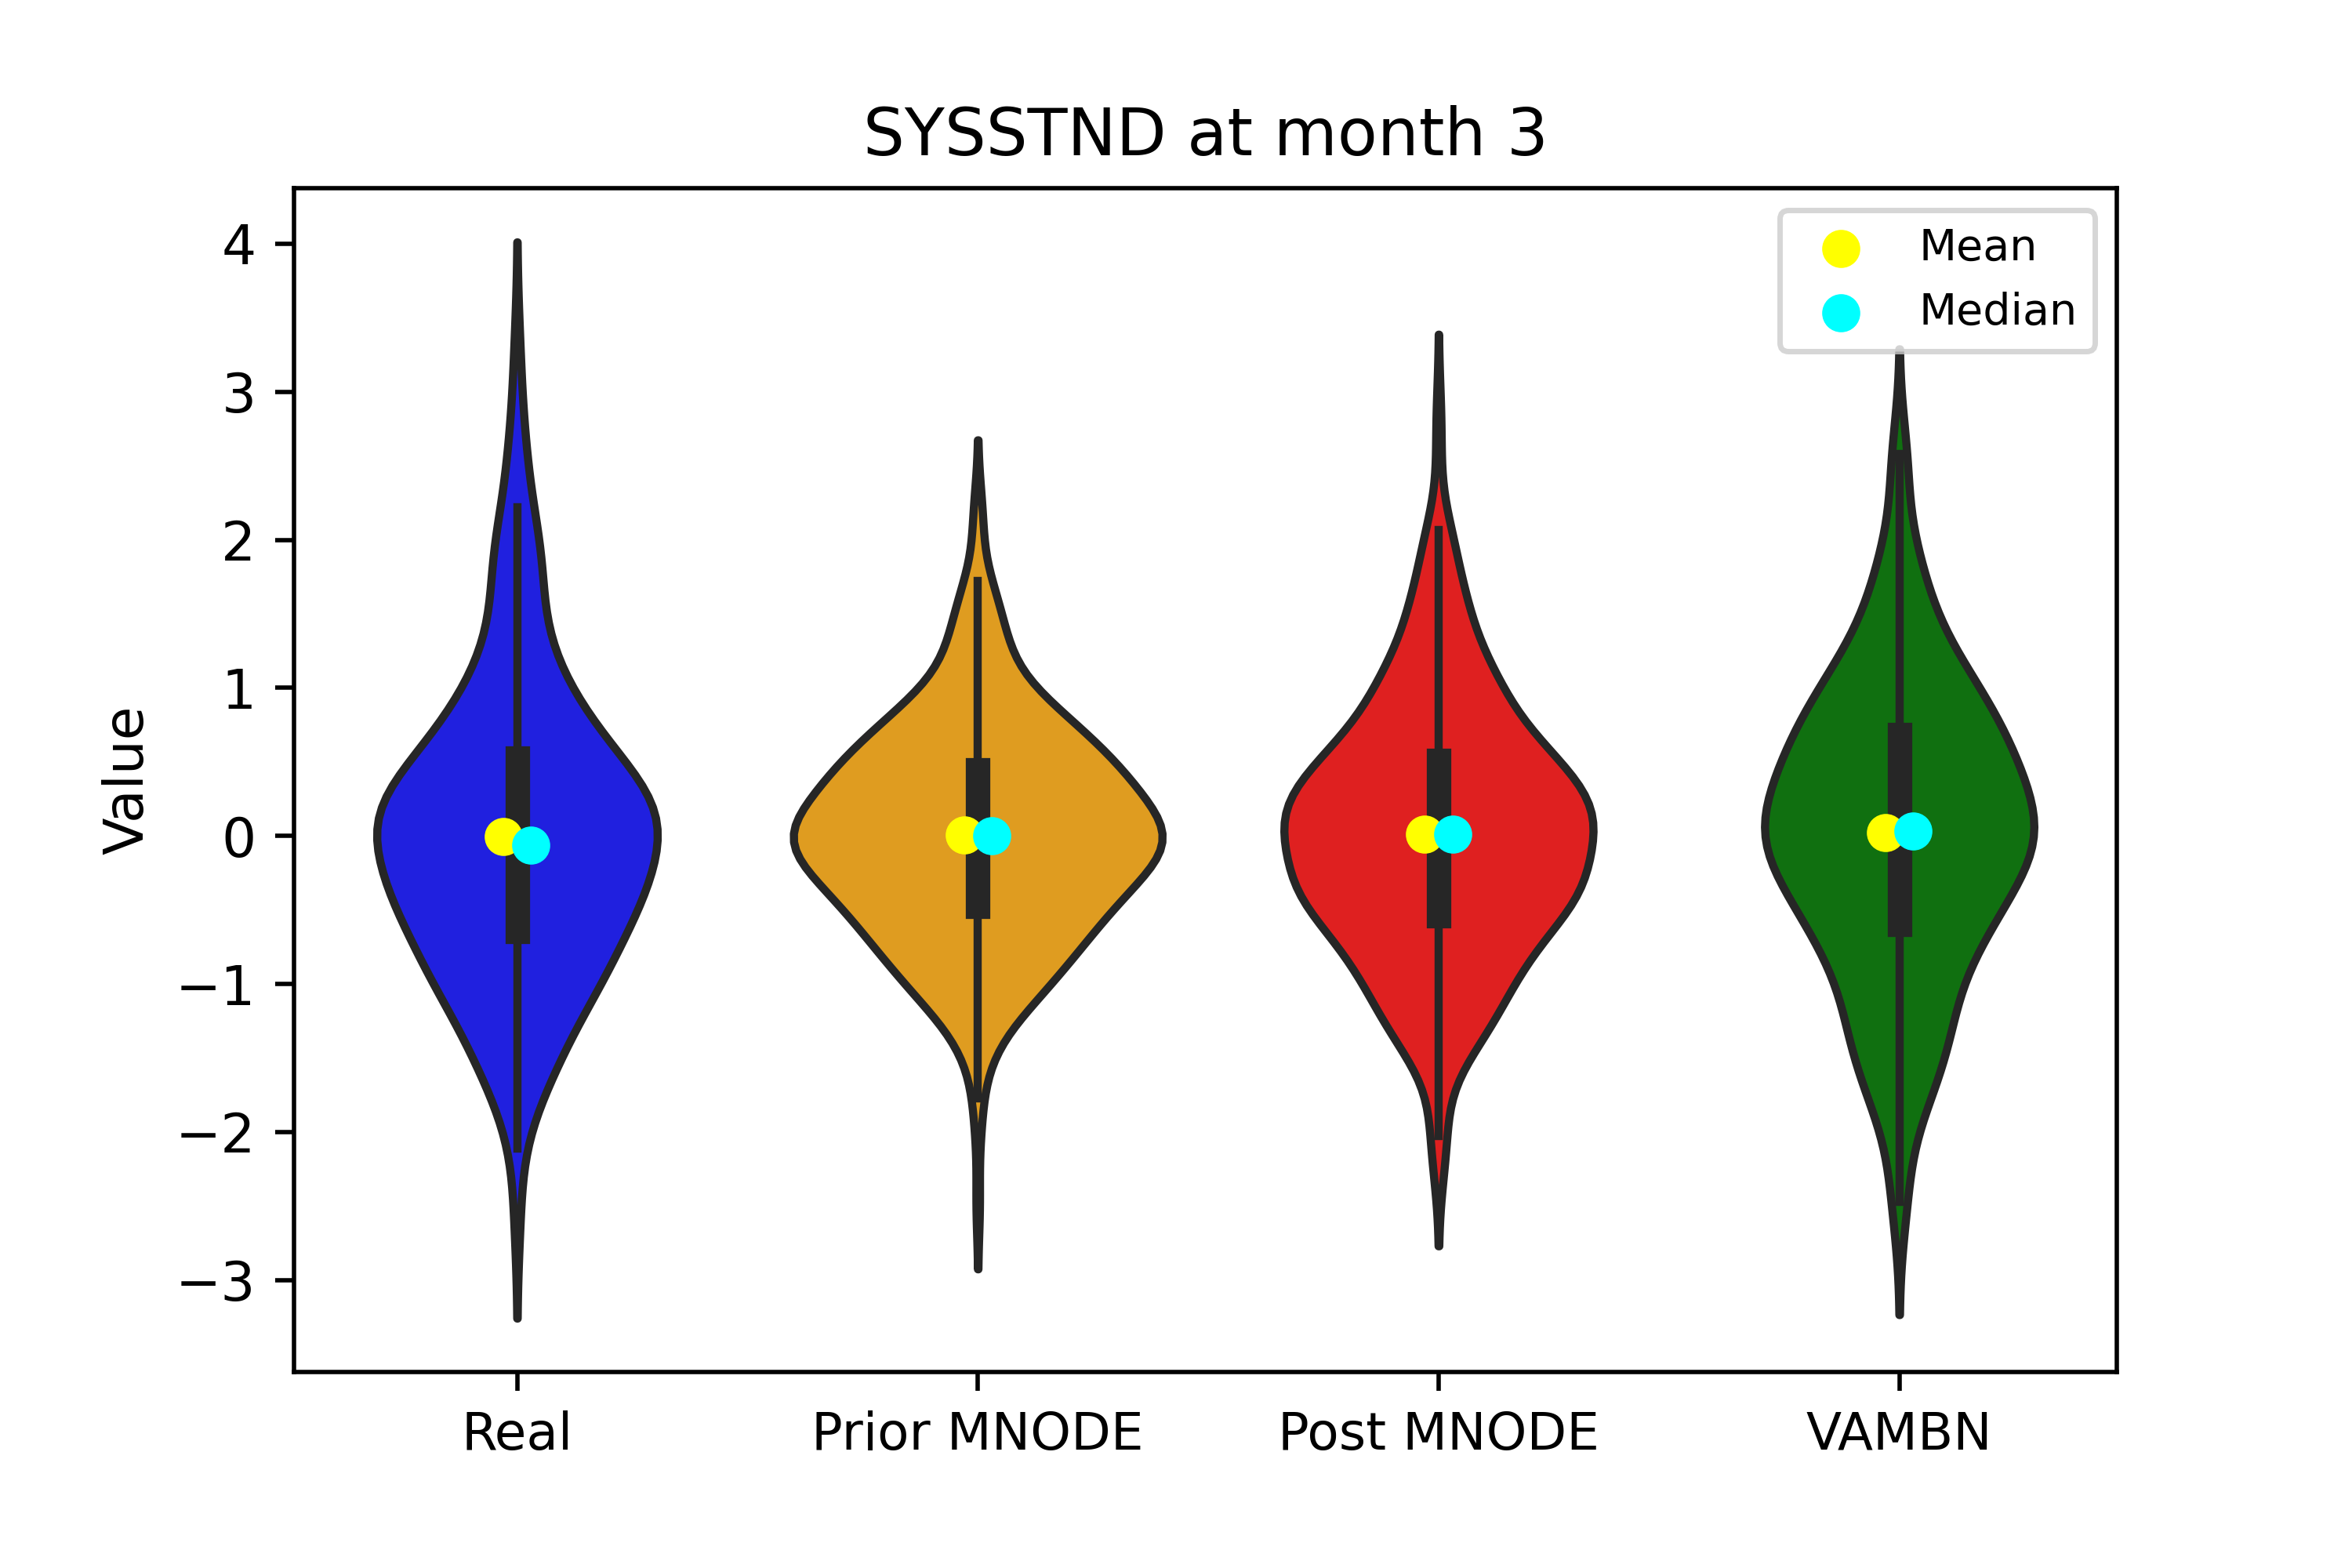 SYSSTND at month 3
Mean
Median
4
3
2
1
0
−1
−2
−3
Value
Real
Prior MNODE
Post MNODE
VAMBN